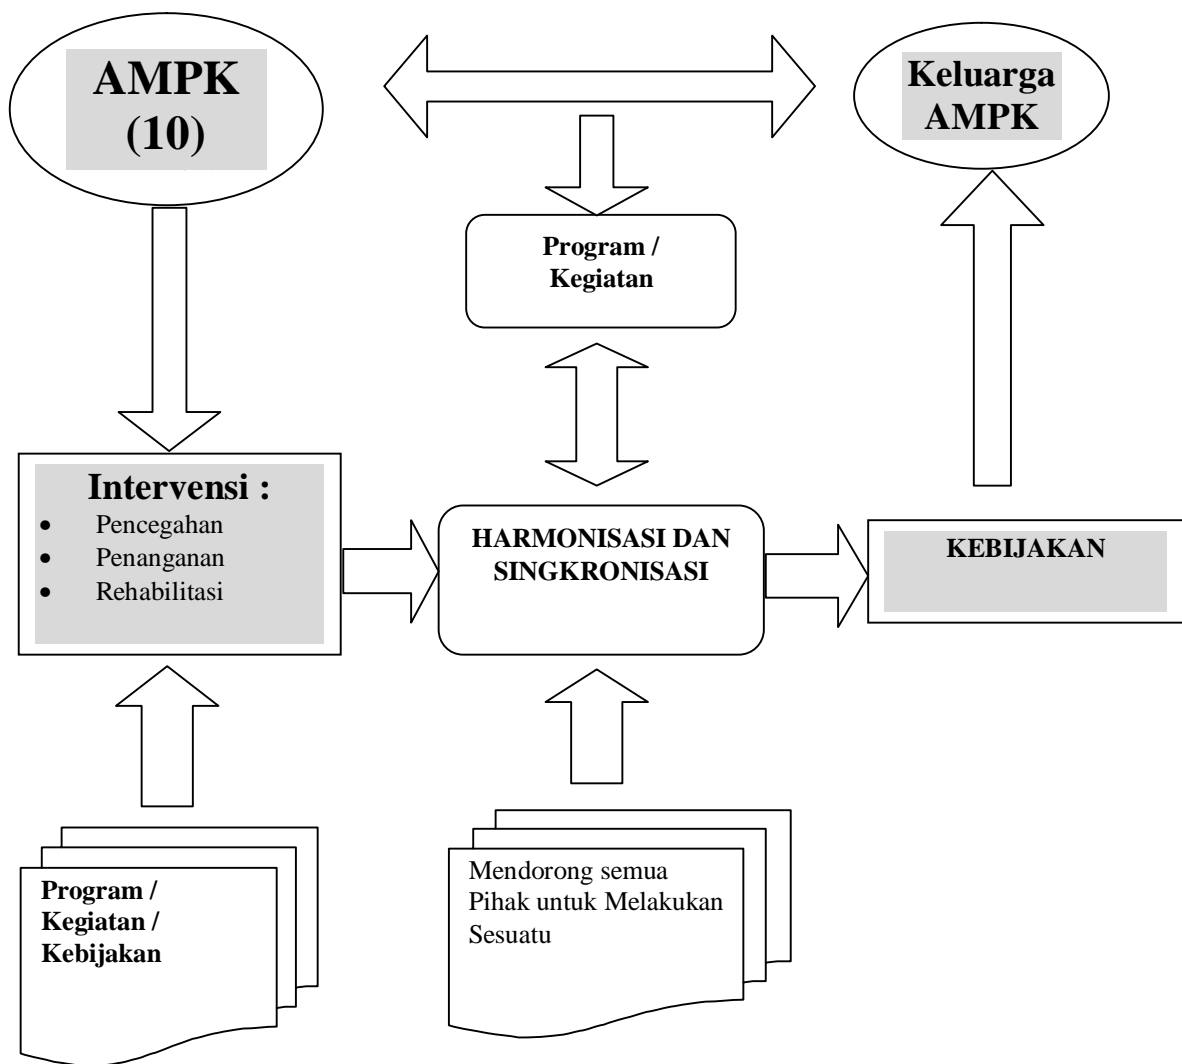 AMPK
(10)
Keluarga
AMPK
Program /
Kegiatan
Intervensi :
• Pencegahan
• Penanganan
• Rehabilitasi
HARMONISASI DAN
SINGKRONISASI
KEBIJAKAN
Program /
Kegiatan /
Kebijakan
Mendorong semua
Pihak untuk Melakukan
Sesuatu